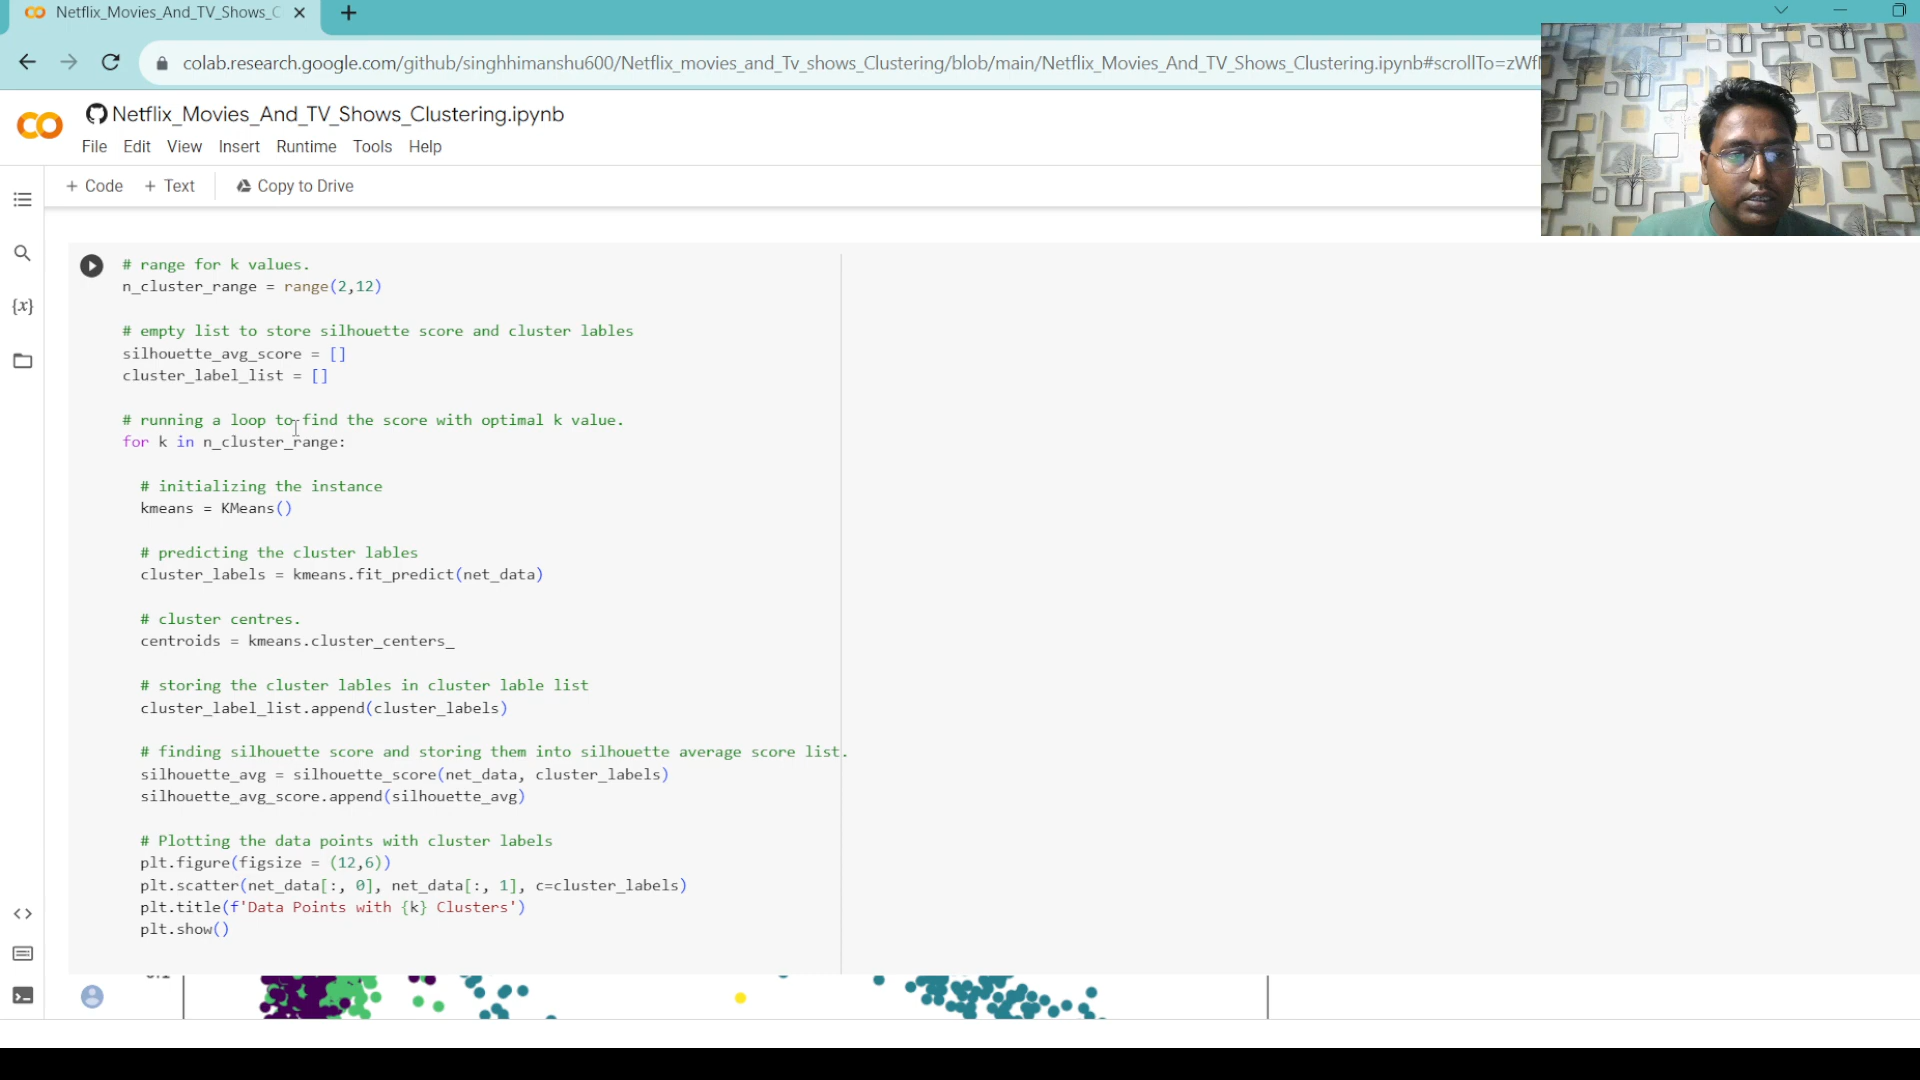 Netflix_Movies_And_TV_Shows_C
colab.research.google.com/github/singhhimanshu600/Netflix_movies_and_Tv_shows_Clustering/blob/main/Netflix_Movies_And_TV_Shows_Clustering.ipynb#scrollTo=zWf
Netflix_Movies_And_TV_Shows_Clustering.ipynb
File Edit View Insert Runtime Tools Help
+ Code + Text Copy to Drive
{x}
# range for k values.
n_cluster_range = range(2,12)
# empty list to store silhouette score and cluster lables
silhouette_avg_score = []
cluster_label_list = []
# running a loop to find the score with optimal k value.
for k in n_cluster_range:
# initializing the instance
kmeans = KMeans()
# predicting the cluster lables
cluster_labels = kmeans.fit_predict(net_data)
# cluster centres.
centroids = kmeans.cluster_centers_
# storing the cluster lables in cluster lable list
cluster_label_list.append(cluster_labels)
# finding silhouette score and storing them into silhouette average score list.
silhouette_avg = silhouette_score(net_data, cluster_labels)
silhouette_avg_score.append(silhouette_avg)
# Plotting the data points with cluster labels
plt.figure(figsize = (12,6))
plt.scatter(net_data[:, 0], net_data[:, 1], c=cluster_labels)
plt.title(f'Data Points with {k} Clusters')
plt.show()